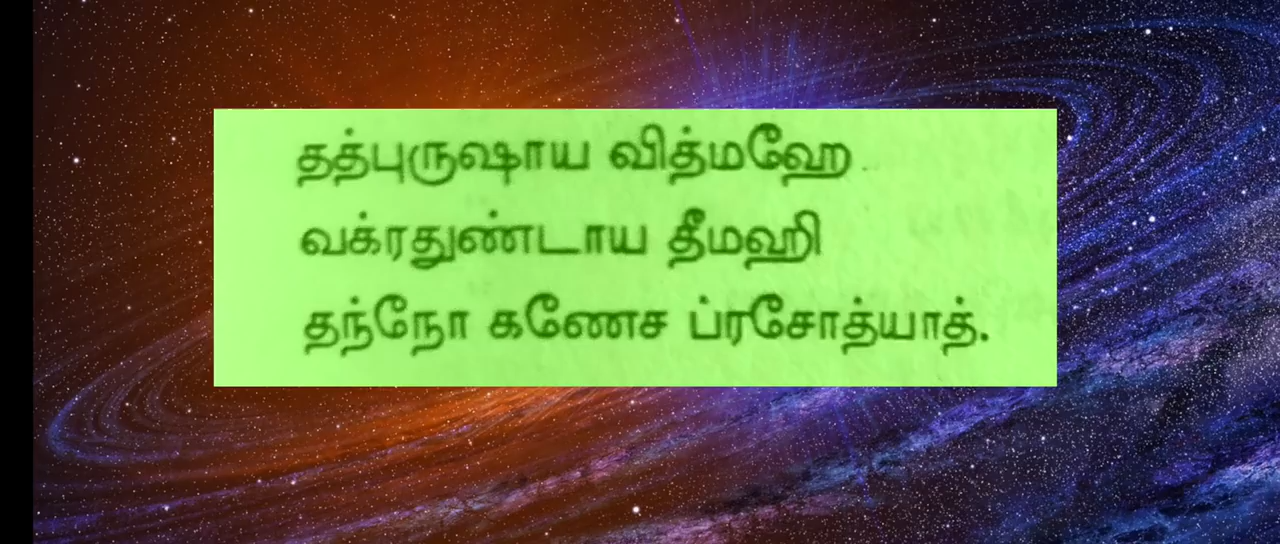 தத்புருஷாய வித்மஹே
வக்ரதுண்டாய தீமஹி
தந்நோ கணேச ப்ரசோத்யாத்.